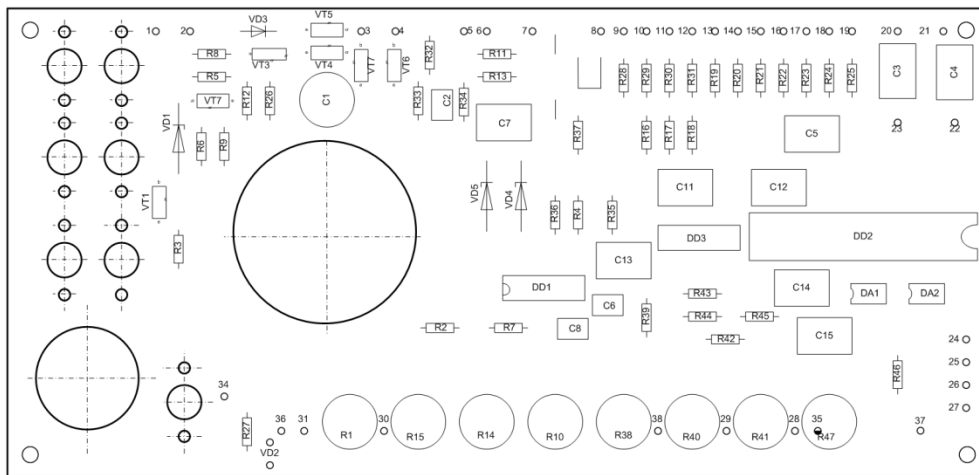 1 2 VD3 VT5 3 4 5 6 7 8 9 10 11 12 13 14 15 16 17 18 19 20 21
R8 VT3 VT4 VT7 VT6 R32 R11
R5 R13 R28 R29 R30 R31 R19 R20 R21 R22 R23 R24 R25 C3 C4
VT7 R12 R26 C1 R33 C2 R34
VD1 R6 R9 C7 R37 R16 R17 R18 C5 23 22
VT1 VD5 VD4 C11 C12
R36 R4 R35
R3 DD3 DD2
C13
DD1 C14 DA1 DA2
C6 R43
R2 R7 C8 R39 R44 R45
R42 C15 24
25
R46 26
34 27
R27 36 31 R1 30 R15 R14 R10 R38 38 R40 29 R41 28 35 R47 37
VD2